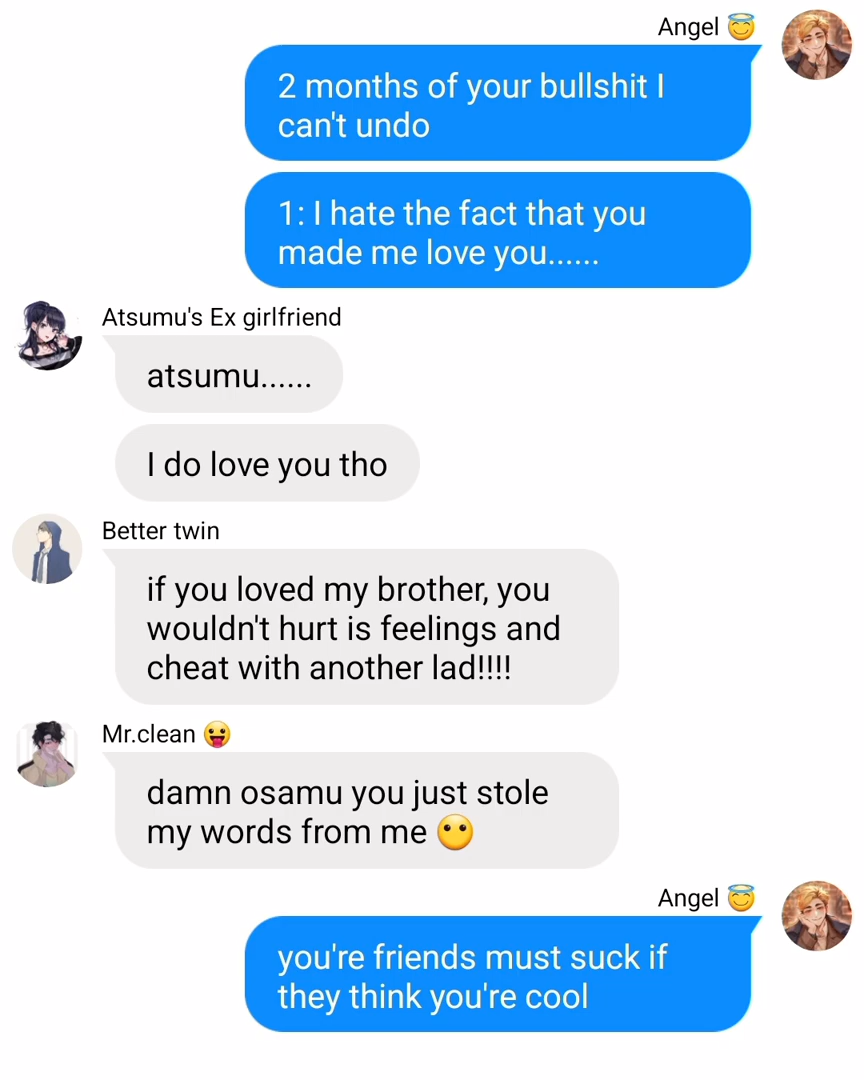 Angel 😇
2 months of your bullshit I
can't undo
1: I hate the fact that you
made me love you......
Atsumu's Ex girlfriend
atsumu......
I do love you tho
Better twin
if you loved my brother, you
wouldn't hurt is feelings and
cheat with another lad!!!!
Mr.clean 😛
damn osamu you just stole
my words from me 😶
Angel 😇
you're friends must suck if
they think you're cool